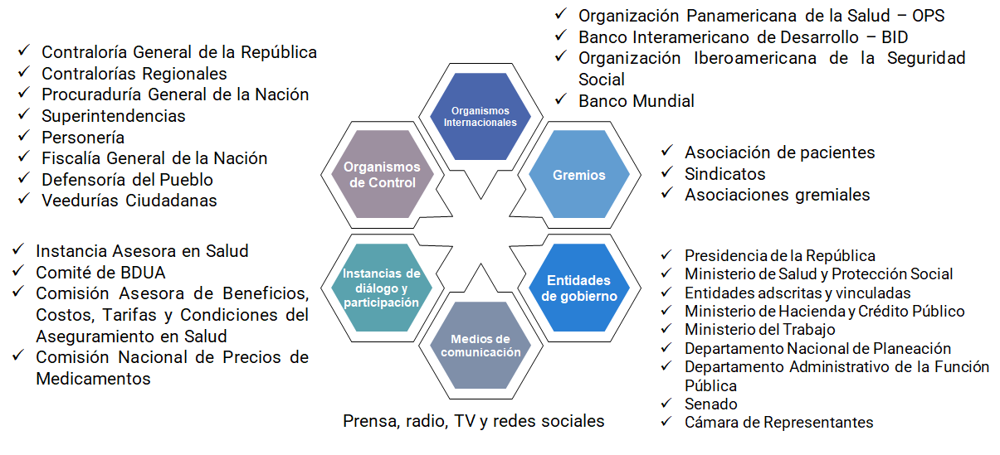 Organización Panamericana de la Salud – OPS
Banco Interamericano de Desarrollo – BID
Organización Iberoamericana de la Seguridad
Social
Banco Mundial
Contraloría General de la República
Contralorías Regionales
Procuraduría General de la Nación
Superintendencias
Personería
Fiscalía General de la Nación
Defensoría del Pueblo
Veedurías Ciudadanas
Organismos
Internacionales
Organismos
de Control
Gremios
Asociación de pacientes
Sindicatos
Asociaciones gremiales
Instancia Asesora en Salud
Comité de BDUA
Comisión Asesora de Beneficios,
Costos, Tarifas y Condiciones del
Aseguramiento en Salud
Comisión Nacional de Precios de
Medicamentos
Instancias de
diálogo y
participación
Entidades
de gobierno
Presidencia de la República
Ministerio de Salud y Protección Social
Entidades adscritas y vinculadas
Ministerio de Hacienda y Crédito Público
Ministerio del Trabajo
Departamento Nacional de Planeación
Departamento Administrativo de la Función
Pública
Senado
Cámara de Representantes
Medios de
comunicación
Prensa, radio, TV y redes sociales